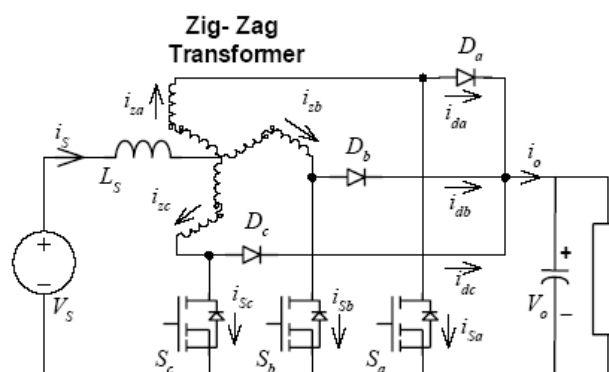 Zig- Zag
Transformer
D_a
i_za
i_zb
i_da
i_s
D_b
i_o
L_S
i_zc
D_c
i_db
+
−
V_S
i_dc
+
V_o
−
i_Sc
i_Sb
i_Sa
S_c
S_b
S_a